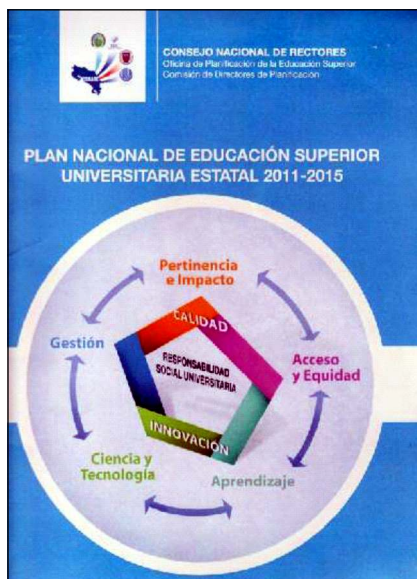 CONSEJO NACIONAL DE RECTORES
Oficina de Planificación de la Educación Superior
Comisión de Directores de Planificación
PLAN NACIONAL DE EDUCACIÓN SUPERIOR
UNIVERSITARIA ESTATAL 2011-2015
Pertinencia
e Impacto
CALIDAD
Gestión
RESPONSABILIDAD
SOCIAL UNIVERSITARIA
Acceso
y Equidad
INNOVACIÓN
Ciencia y
Tecnología
Aprendizaje